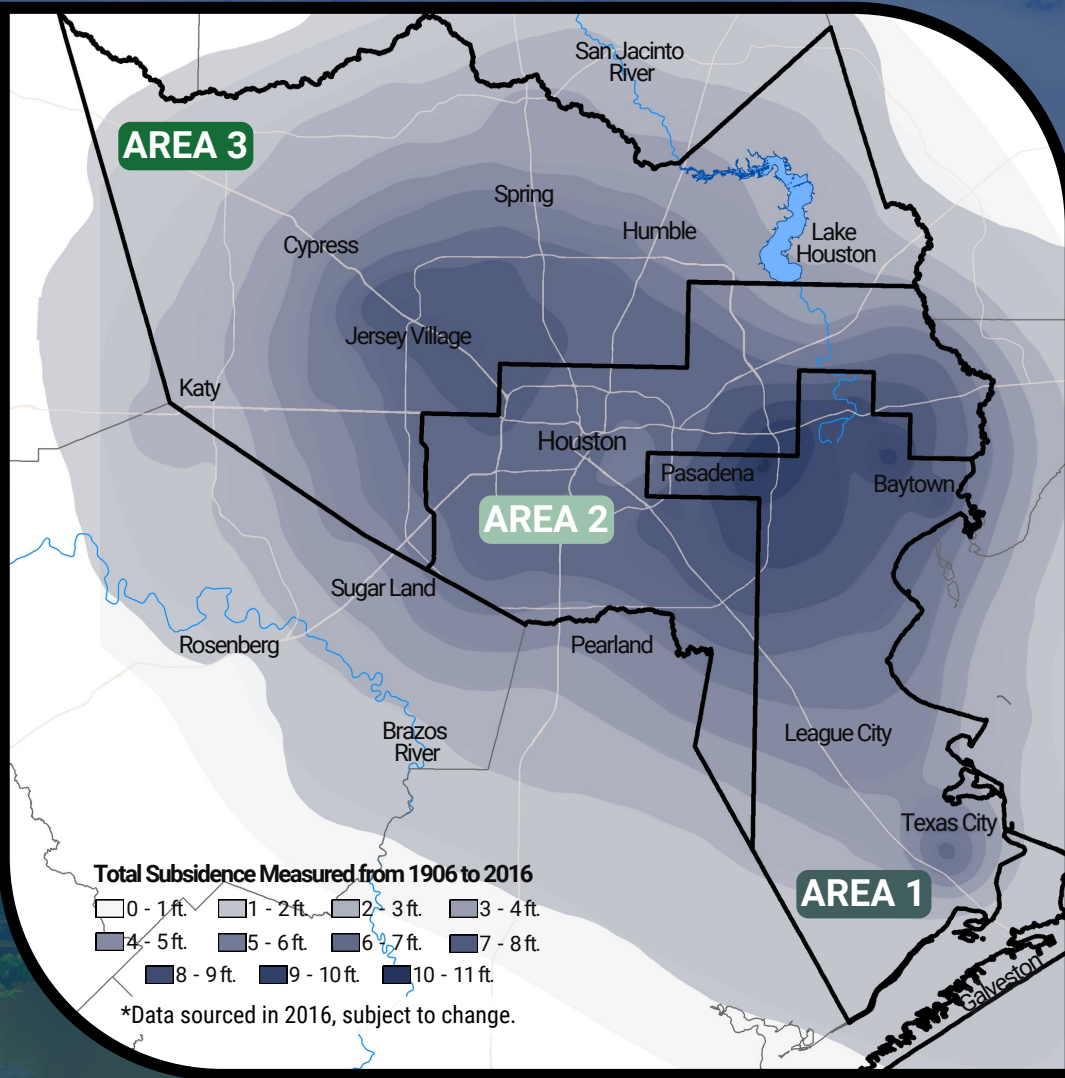 San Jacinto
River
AREA 3
Spring
Humble
Cypress
Lake
Houston
Jersey Village
Katy
Houston
Pasadena
Baytown
AREA 2
Sugar Land
Rosenberg
Pearland
Brazos
River
League City
Texas City
AREA 1
Galveston
Total Subsidence Measured from 1906 to 2016
0 - 1 ft. 1 - 2 ft. 2 - 3 ft. 3 - 4 ft.
4 - 5 ft. 5 - 6 ft. 6 - 7 ft. 7 - 8 ft.
8 - 9 ft. 9 - 10 ft. 10 - 11 ft.
*Data sourced in 2016, subject to change.